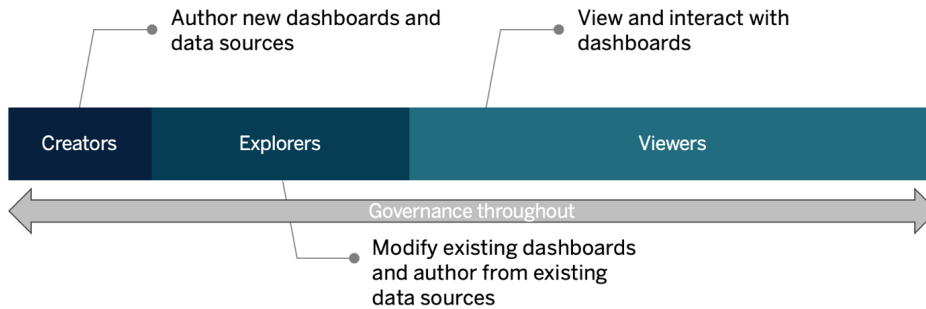 Author new dashboards and
data sources
View and interact with
dashboards
Creators
Explorers
Viewers
Governance throughout
Modify existing dashboards
and author from existing
data sources